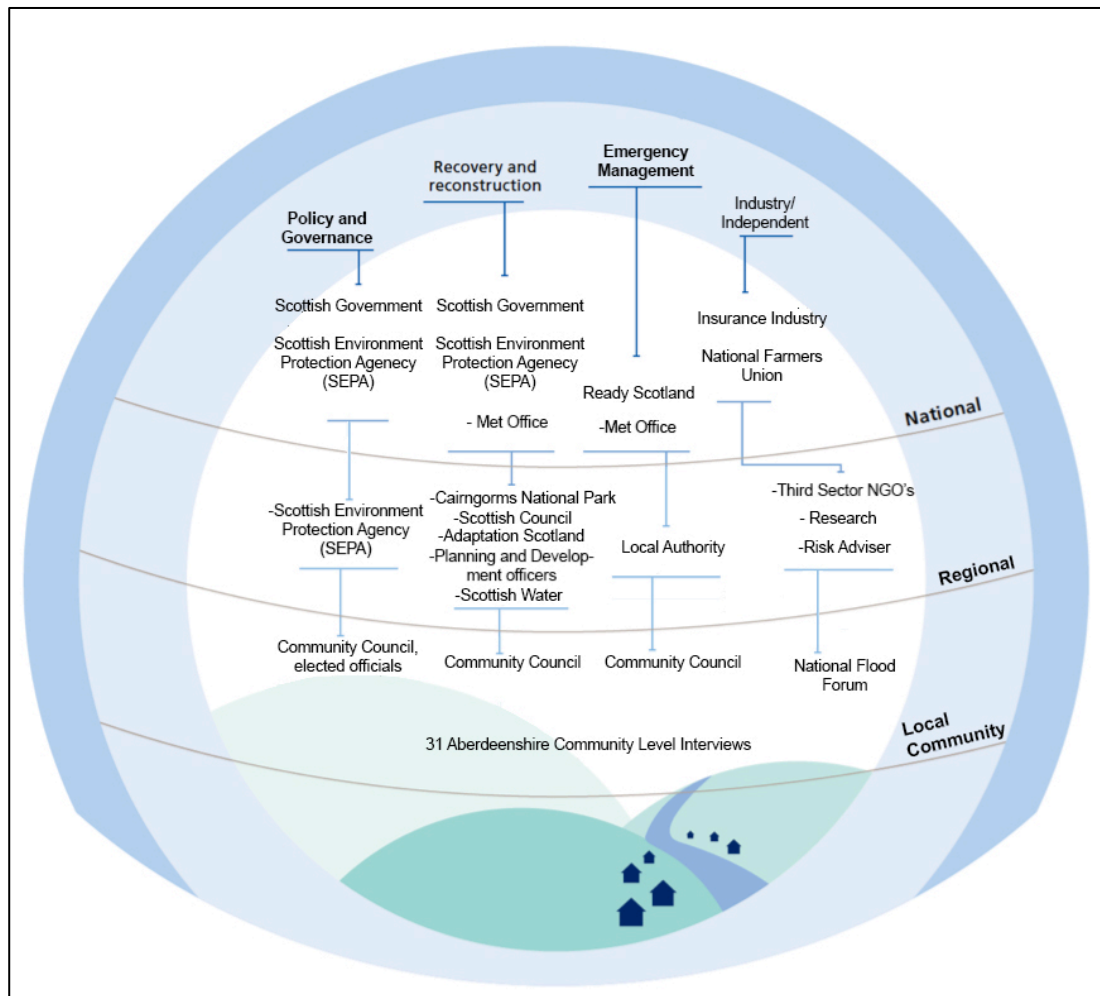 Policy and
Governance
Recovery and
reconstruction
Emergency
Management
Industry/
Independent
Scottish Government
Scottish Environment
Protection Agenecy
(SEPA)
Scottish Government
Scottish Environment
Protection Agenecy
(SEPA)
- Met Office
Ready Scotland
-Met Office
Insurance Industry
National Farmers
Union
National
-Scottish Environment
Protection Agency
(SEPA)
-Cairngorms National Park
-Scottish Council
-Adaptation Scotland
-Planning and Develop-
ment officers
-Scottish Water
Local Authority
-Third Sector NGO's
- Research
-Risk Adviser
Regional
Community Council,
elected officials
Community Council
Community Council
National Flood
Forum
Local
Community
31 Aberdeenshire Community Level Interviews